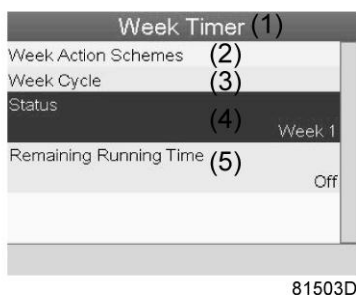 Week Timer (1)
Week Action Schemes (2)
Week Cycle (3)
Status
(4)
Week 1
Remaining Running Time (5)
Off
81503D